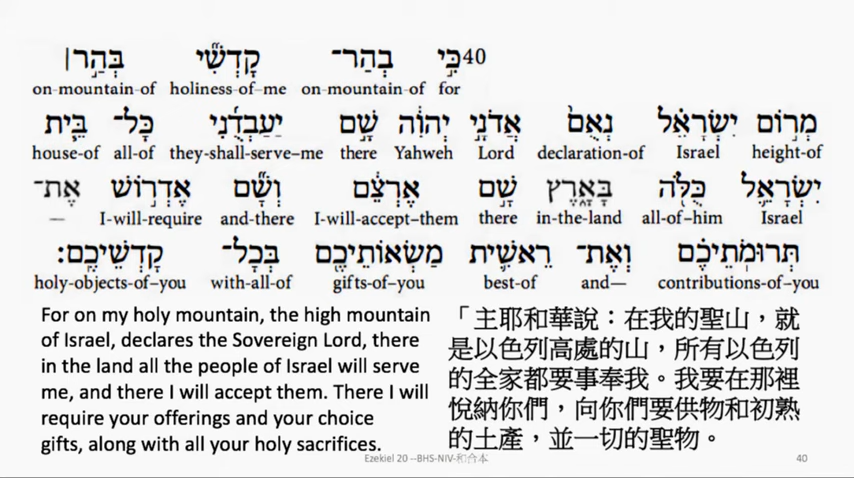 40 כִּ֣י בְהַר־ קָדְשִׁ֞י בְּהַ֣ר׀
on-mountain-of holiness-of-me on-mountain-of for
מְר֣וֹם יִשְׂרָאֵ֗ל נְאֻם֙ אֲדֹנָ֣י יְהוִ֔ה שָׁ֣ם יַעַבְדֻ֜נִי כָּל־ בֵּ֧ית
house-of all-of they-shall-serve-me there Yahweh Lord declaration-of Israel height-of
יִשְׂרָאֵ֛ל כֻּלֹּ֖ה בָּאָ֑רֶץ שָׁ֣ם אֶרְצֵ֔ם וְשָׁ֞ם אֶדְר֣וֹשׁ אֶת־
— I-will-require and-there I-will-accept-them there in-the-land all-of-him Israel
תְּרוּמֹֽתֵיכֶ֗ם וְאֶת־ רֵאשִׁ֛ית מַשְׂאוֹתֵיכֶ֖ם בְּכָל־ קָדְשֵׁיכֶֽם׃
holy-objects-of-you with-all-of gifts-of-you best-of and— contributions-of-you
For on my holy mountain, the high mountain
of Israel, declares the Sovereign Lord, there
in the land all the people of Israel will serve
me, and there I will accept them. There I will
require your offerings and your choice
gifts, along with all your holy sacrifices.
「主耶和華說：在我的聖山，就
是以色列高處的山，所有以色列
的全家都要事奉我。我要在那裡
悅納你們，向你們要供物和初熟
的土產，並一切的聖物。
Ezekiel 20 --BHS-NIV-和合本
40